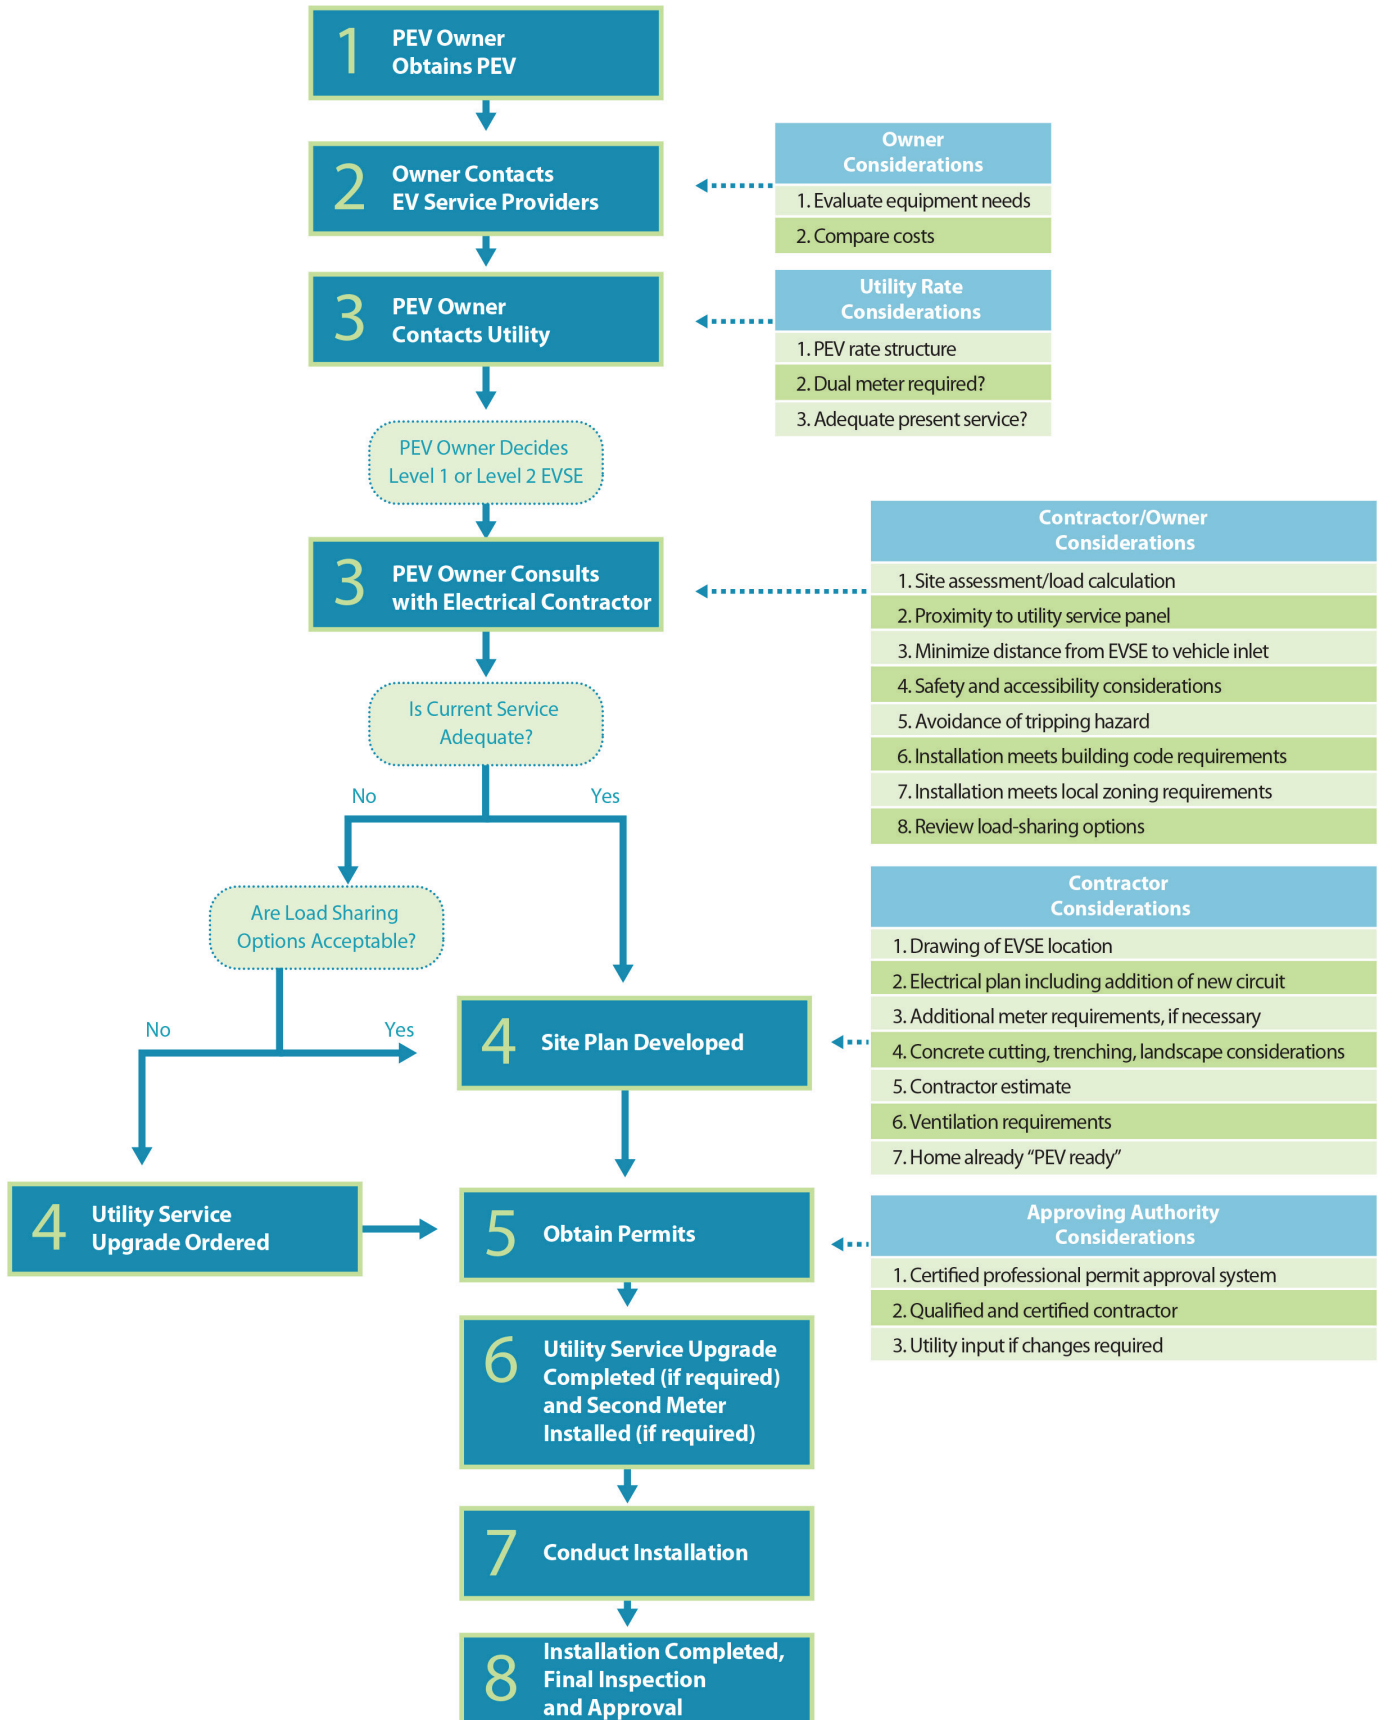 1
PEV Owner
Obtains PEV
2
Owner Contacts
EV Service Providers
Owner
Considerations
1. Evaluate equipment needs
2. Compare costs
3
PEV Owner
Contacts Utility
Utility Rate
Considerations
1. PEV rate structure
2. Dual meter required?
3. Adequate present service?
PEV Owner Decides
Level 1 or Level 2 EVSE
3
PEV Owner Consults
with Electrical Contractor
Contractor/Owner
Considerations
1. Site assessment/load calculation
2. Proximity to utility service panel
3. Minimize distance from EVSE to vehicle inlet
4. Safety and accessibility considerations
5. Avoidance of tripping hazard
6. Installation meets building code requirements
7. Installation meets local zoning requirements
8. Review load-sharing options
Is Current Service
Adequate?
No
Yes
Are Load Sharing
Options Acceptable?
No
Yes
4
Site Plan Developed
Contractor
Considerations
1. Drawing of EVSE location
2. Electrical plan including addition of new circuit
3. Additional meter requirements, if necessary
4. Concrete cutting, trenching, landscape considerations
5. Contractor estimate
6. Ventilation requirements
7. Home already “PEV ready”
4
Utility Service
Upgrade Ordered
5
Obtain Permits
Approving Authority
Considerations
1. Certified professional permit approval system
2. Qualified and certified contractor
3. Utility input if changes required
6
Utility Service Upgrade
Completed (if required)
and Second Meter
Installed (if required)
7
Conduct Installation
8
Installation Completed,
Final Inspection
and Approval